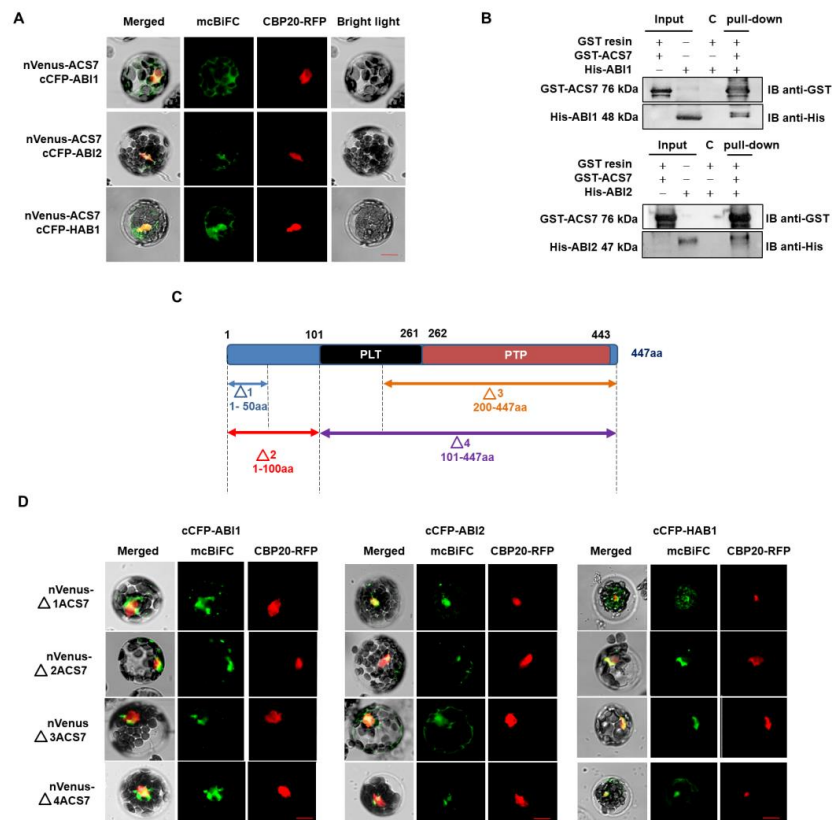 A
Merged mcBiFC CBP20-RFP Bright light
nVenus-ACS7
cCFP-ABI1
nVenus-ACS7
cCFP-ABI2
nVenus-ACS7
cCFP-HAB1
B
Input C pull-down
GST resin + − + +
GST-ACS7 + − − +
His-ABI1 − + + +
GST-ACS7 76 kDa IB anti-GST
His-ABI1 48 kDa IB anti-His
Input C pull-down
GST resin + − + +
GST-ACS7 + − − +
His-ABI2 − + + +
GST-ACS7 76 kDa IB anti-GST
His-ABI2 47 kDa IB anti-His
C
1 101 261 262 443
PLT PTP 447aa
△1 △3
1- 50aa 200-447aa
△2 △4
1-100aa 101-447aa
D
cCFP-ABI1 cCFP-ABI2 cCFP-HAB1
Merged mcBiFC CBP20-RFP Merged mcBiFC CBP20-RFP Merged mcBiFC CBP20-RFP
nVenus-
△1ACS7
nVenus-
△2ACS7
nVenus
△3ACS7
nVenus-
△4ACS7